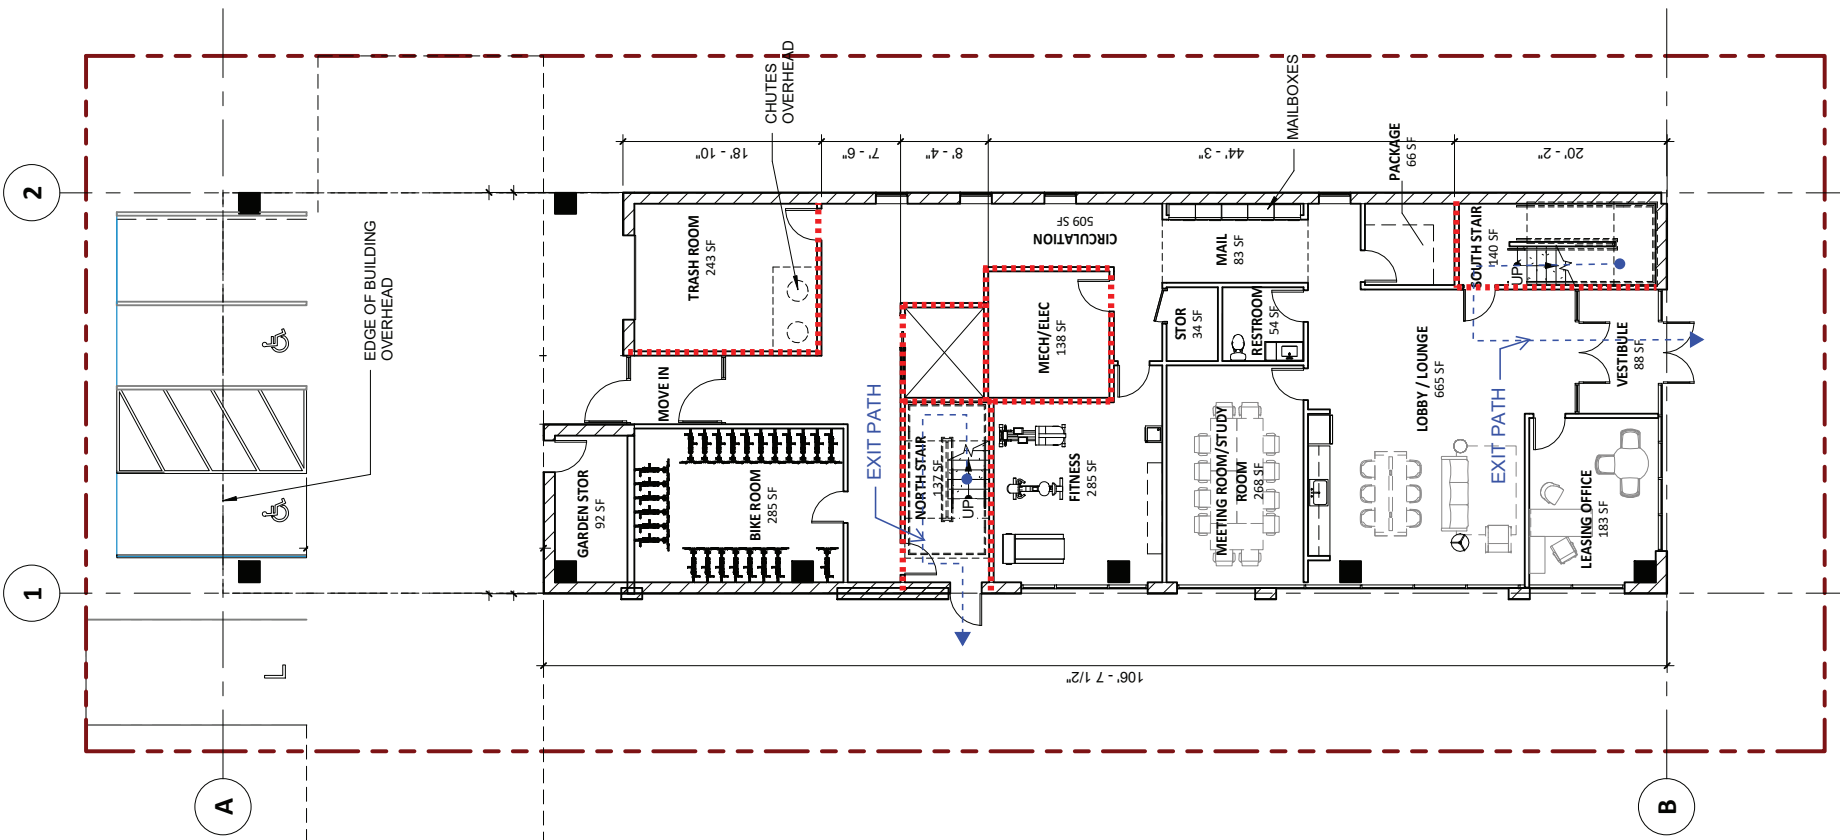 2
1
A
B
EDGE OF BUILDING
OVERHEAD
CHUTES
OVERHEAD
MAILBOXES
PACKAGE
66 SF
18' - 10"
7' - 6"
8' - 4"
44' - 3"
20' - 2"
106' - 7 1/2"
TRASH ROOM
243 SF
CIRCULATION
509 SF
MAIL
83 SF
SOUTH STAIR
140 SF
UP
MECH/ELEC
138 SF
STOR
34 SF
RESTROOM
54 SF
MOVE IN
EXIT PATH
GARDEN STOR
92 SF
BIKE ROOM
285 SF
NORTH STAIR
137 SF
UP
FITNESS
285 SF
MEETING ROOM/STUDY
ROOM
268 SF
LOBBY / LOUNGE
665 SF
EXIT PATH
VESTIBULE
88 SF
LEASING OFFICE
183 SF